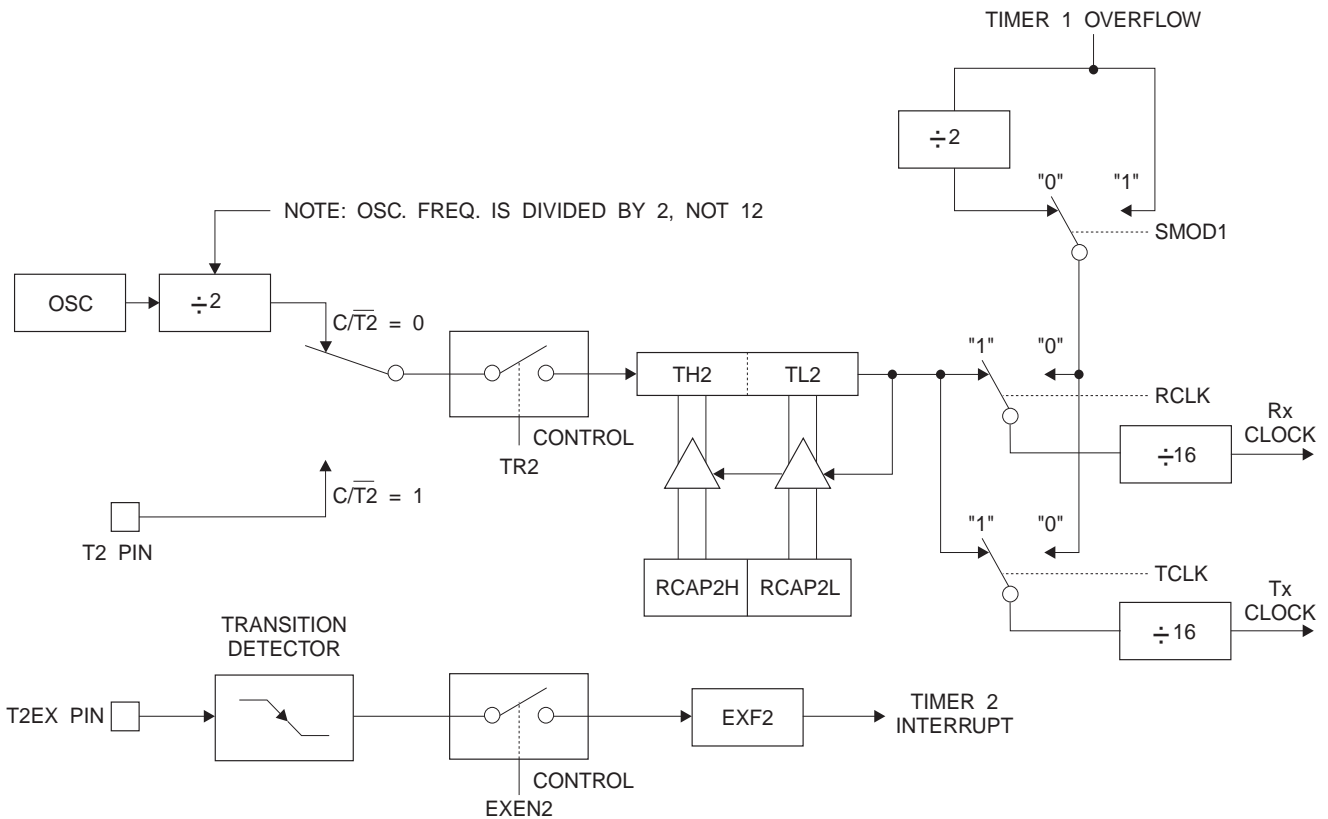 TIMER 1 OVERFLOW
÷2
"0" "1"
NOTE: OSC. FREQ. IS DIVIDED BY 2, NOT 12
SMOD1
OSC
÷2
C/T̅2̅ = 0
"1" "0"
TH2 TL2
RCLK
Rx
CLOCK
CONTROL
TR2
÷16
C/T̅2̅ = 1
T2 PIN
"1" "0"
TCLK
RCAP2H RCAP2L
Tx
CLOCK
÷16
TRANSITION
DETECTOR
T2EX PIN
EXF2
TIMER 2
INTERRUPT
CONTROL
EXEN2